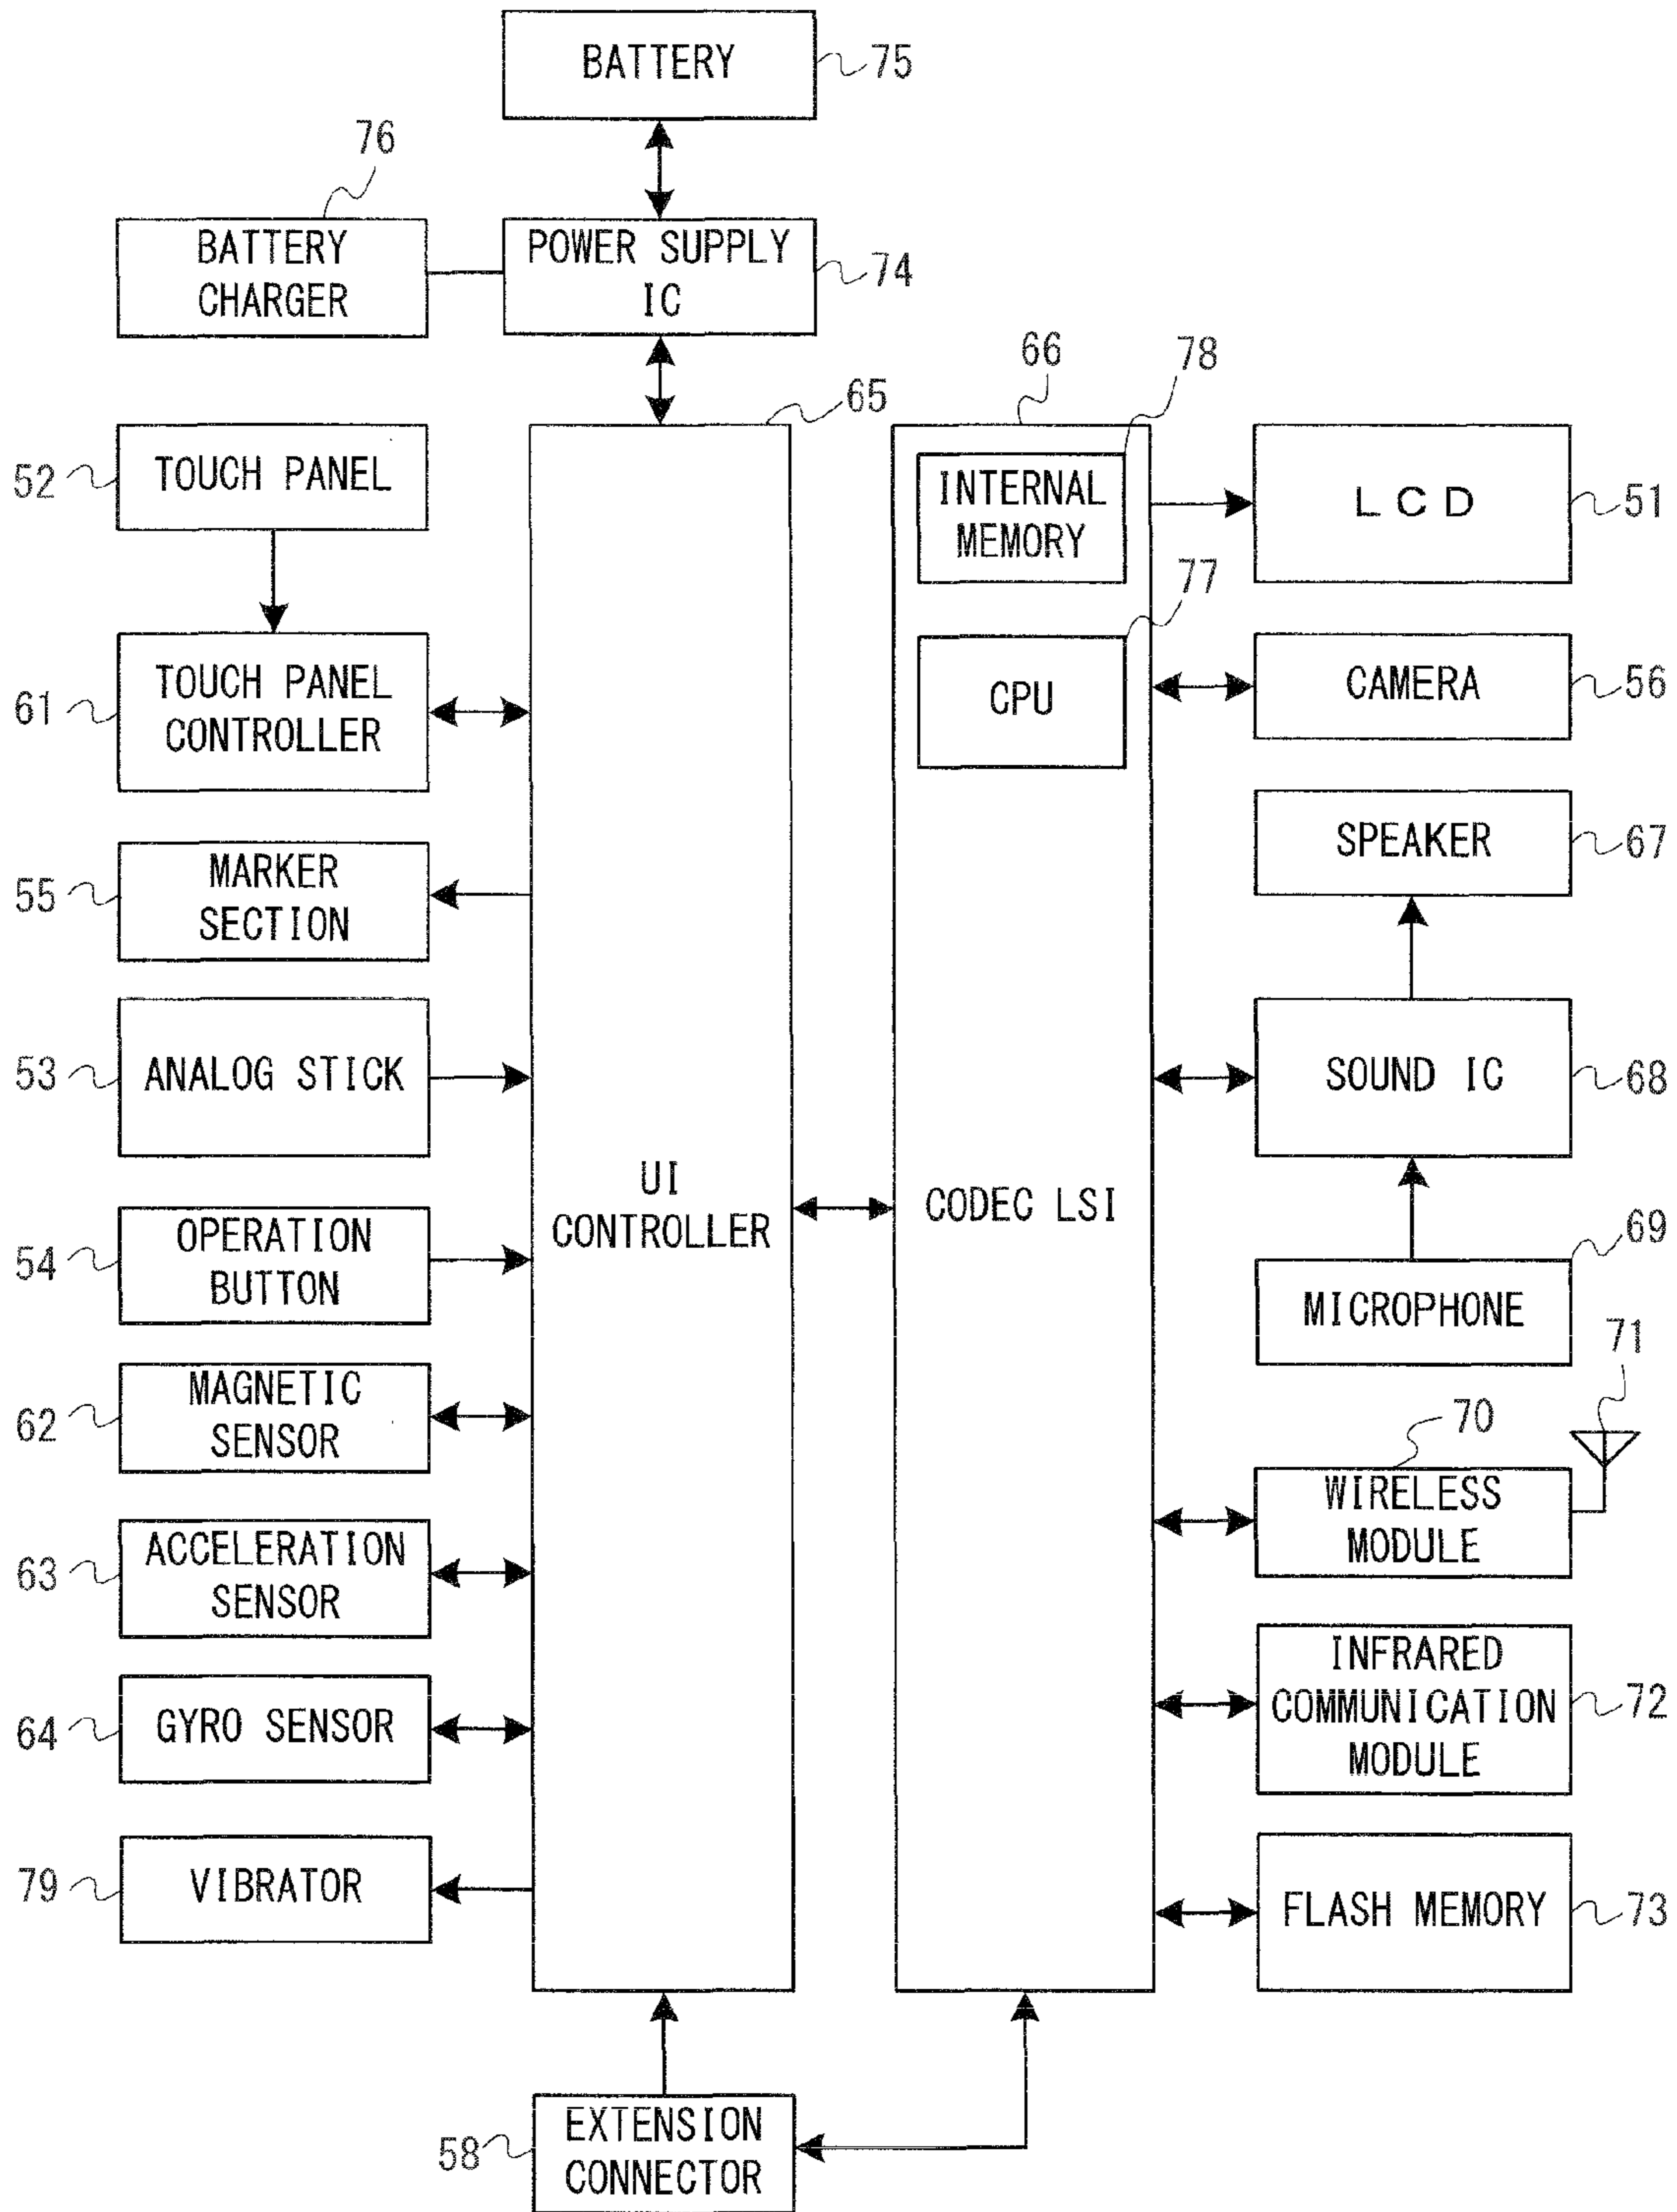 BATTERY
75
76
BATTERY
CHARGER
POWER SUPPLY
IC
74
65
66
78
52
TOUCH PANEL
INTERNAL
MEMORY
LCD
51
77
61
TOUCH PANEL
CONTROLLER
CPU
CAMERA
56
SPEAKER
67
55
MARKER
SECTION
53
ANALOG STICK
SOUND IC
68
UI
CONTROLLER
CODEC LSI
54
OPERATION
BUTTON
69
MICROPHONE
71
62
MAGNETIC
SENSOR
70
WIRELESS
MODULE
63
ACCELERATION
SENSOR
64
GYRO SENSOR
INFRARED
COMMUNICATION
MODULE
72
79
VIBRATOR
FLASH MEMORY
73
58
EXTENSION
CONNECTOR